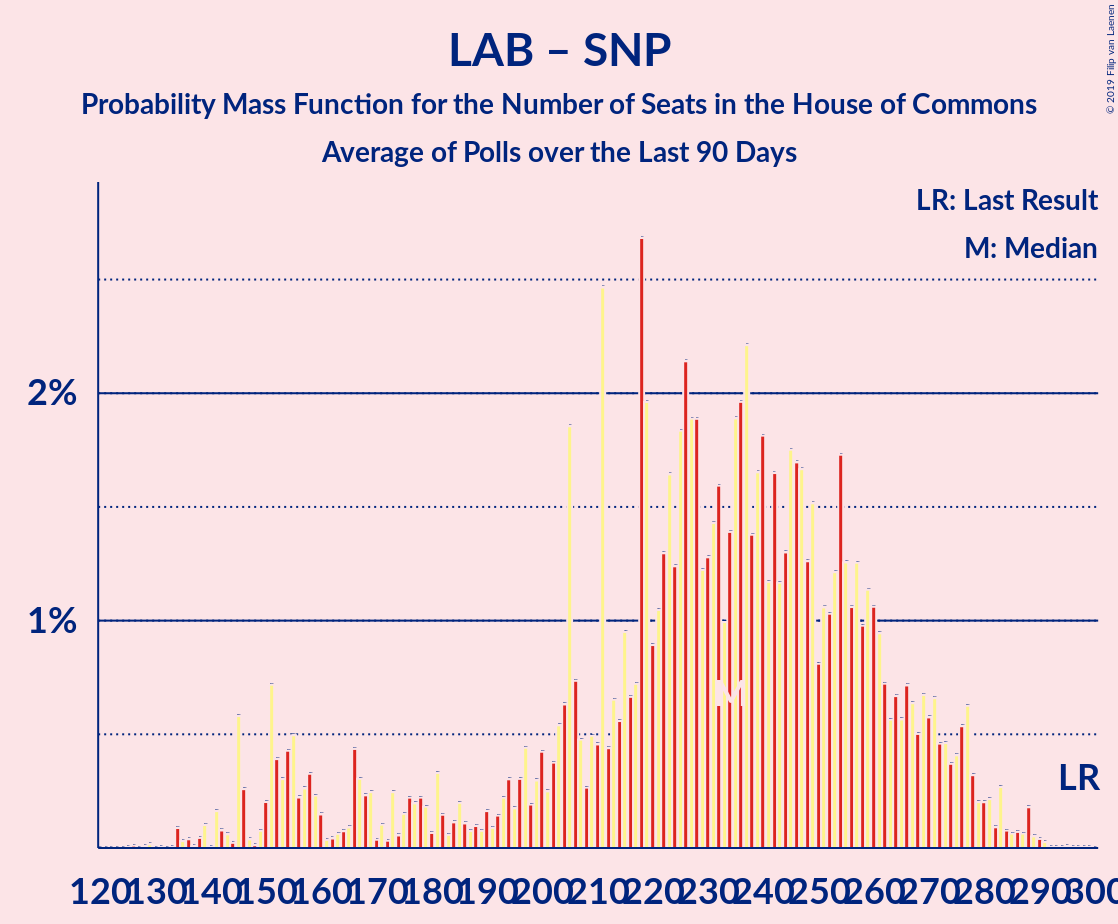 LAB – SNP
Probability Mass Function for the Number of Seats in the House of Commons
Average of Polls over the Last 90 Days
© 2019 Filip van Laenen
LR: Last Result
M: Median
2%
1%
M
LR
120 130 140 150 160 170 180 190 200 210 220 230 240 250 260 270 280 290 300